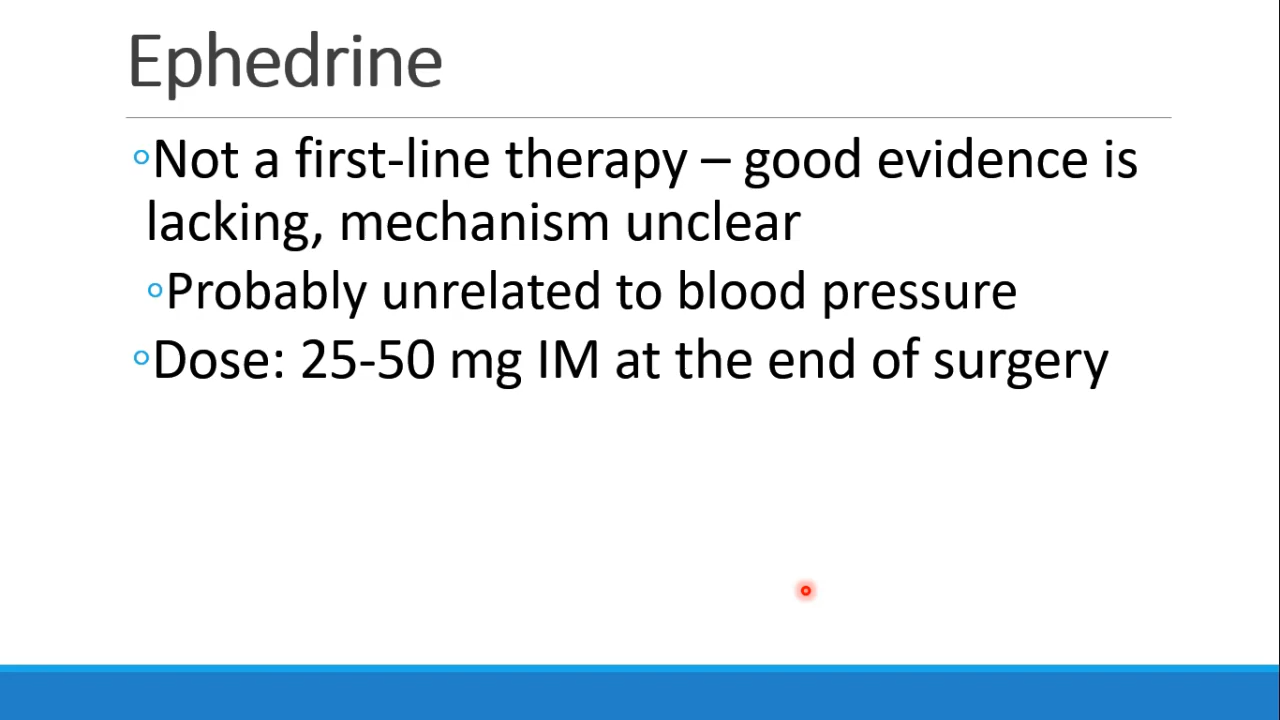 Ephedrine
◦Not a first-line therapy – good evidence is
lacking, mechanism unclear
◦Probably unrelated to blood pressure
◦Dose: 25-50 mg IM at the end of surgery